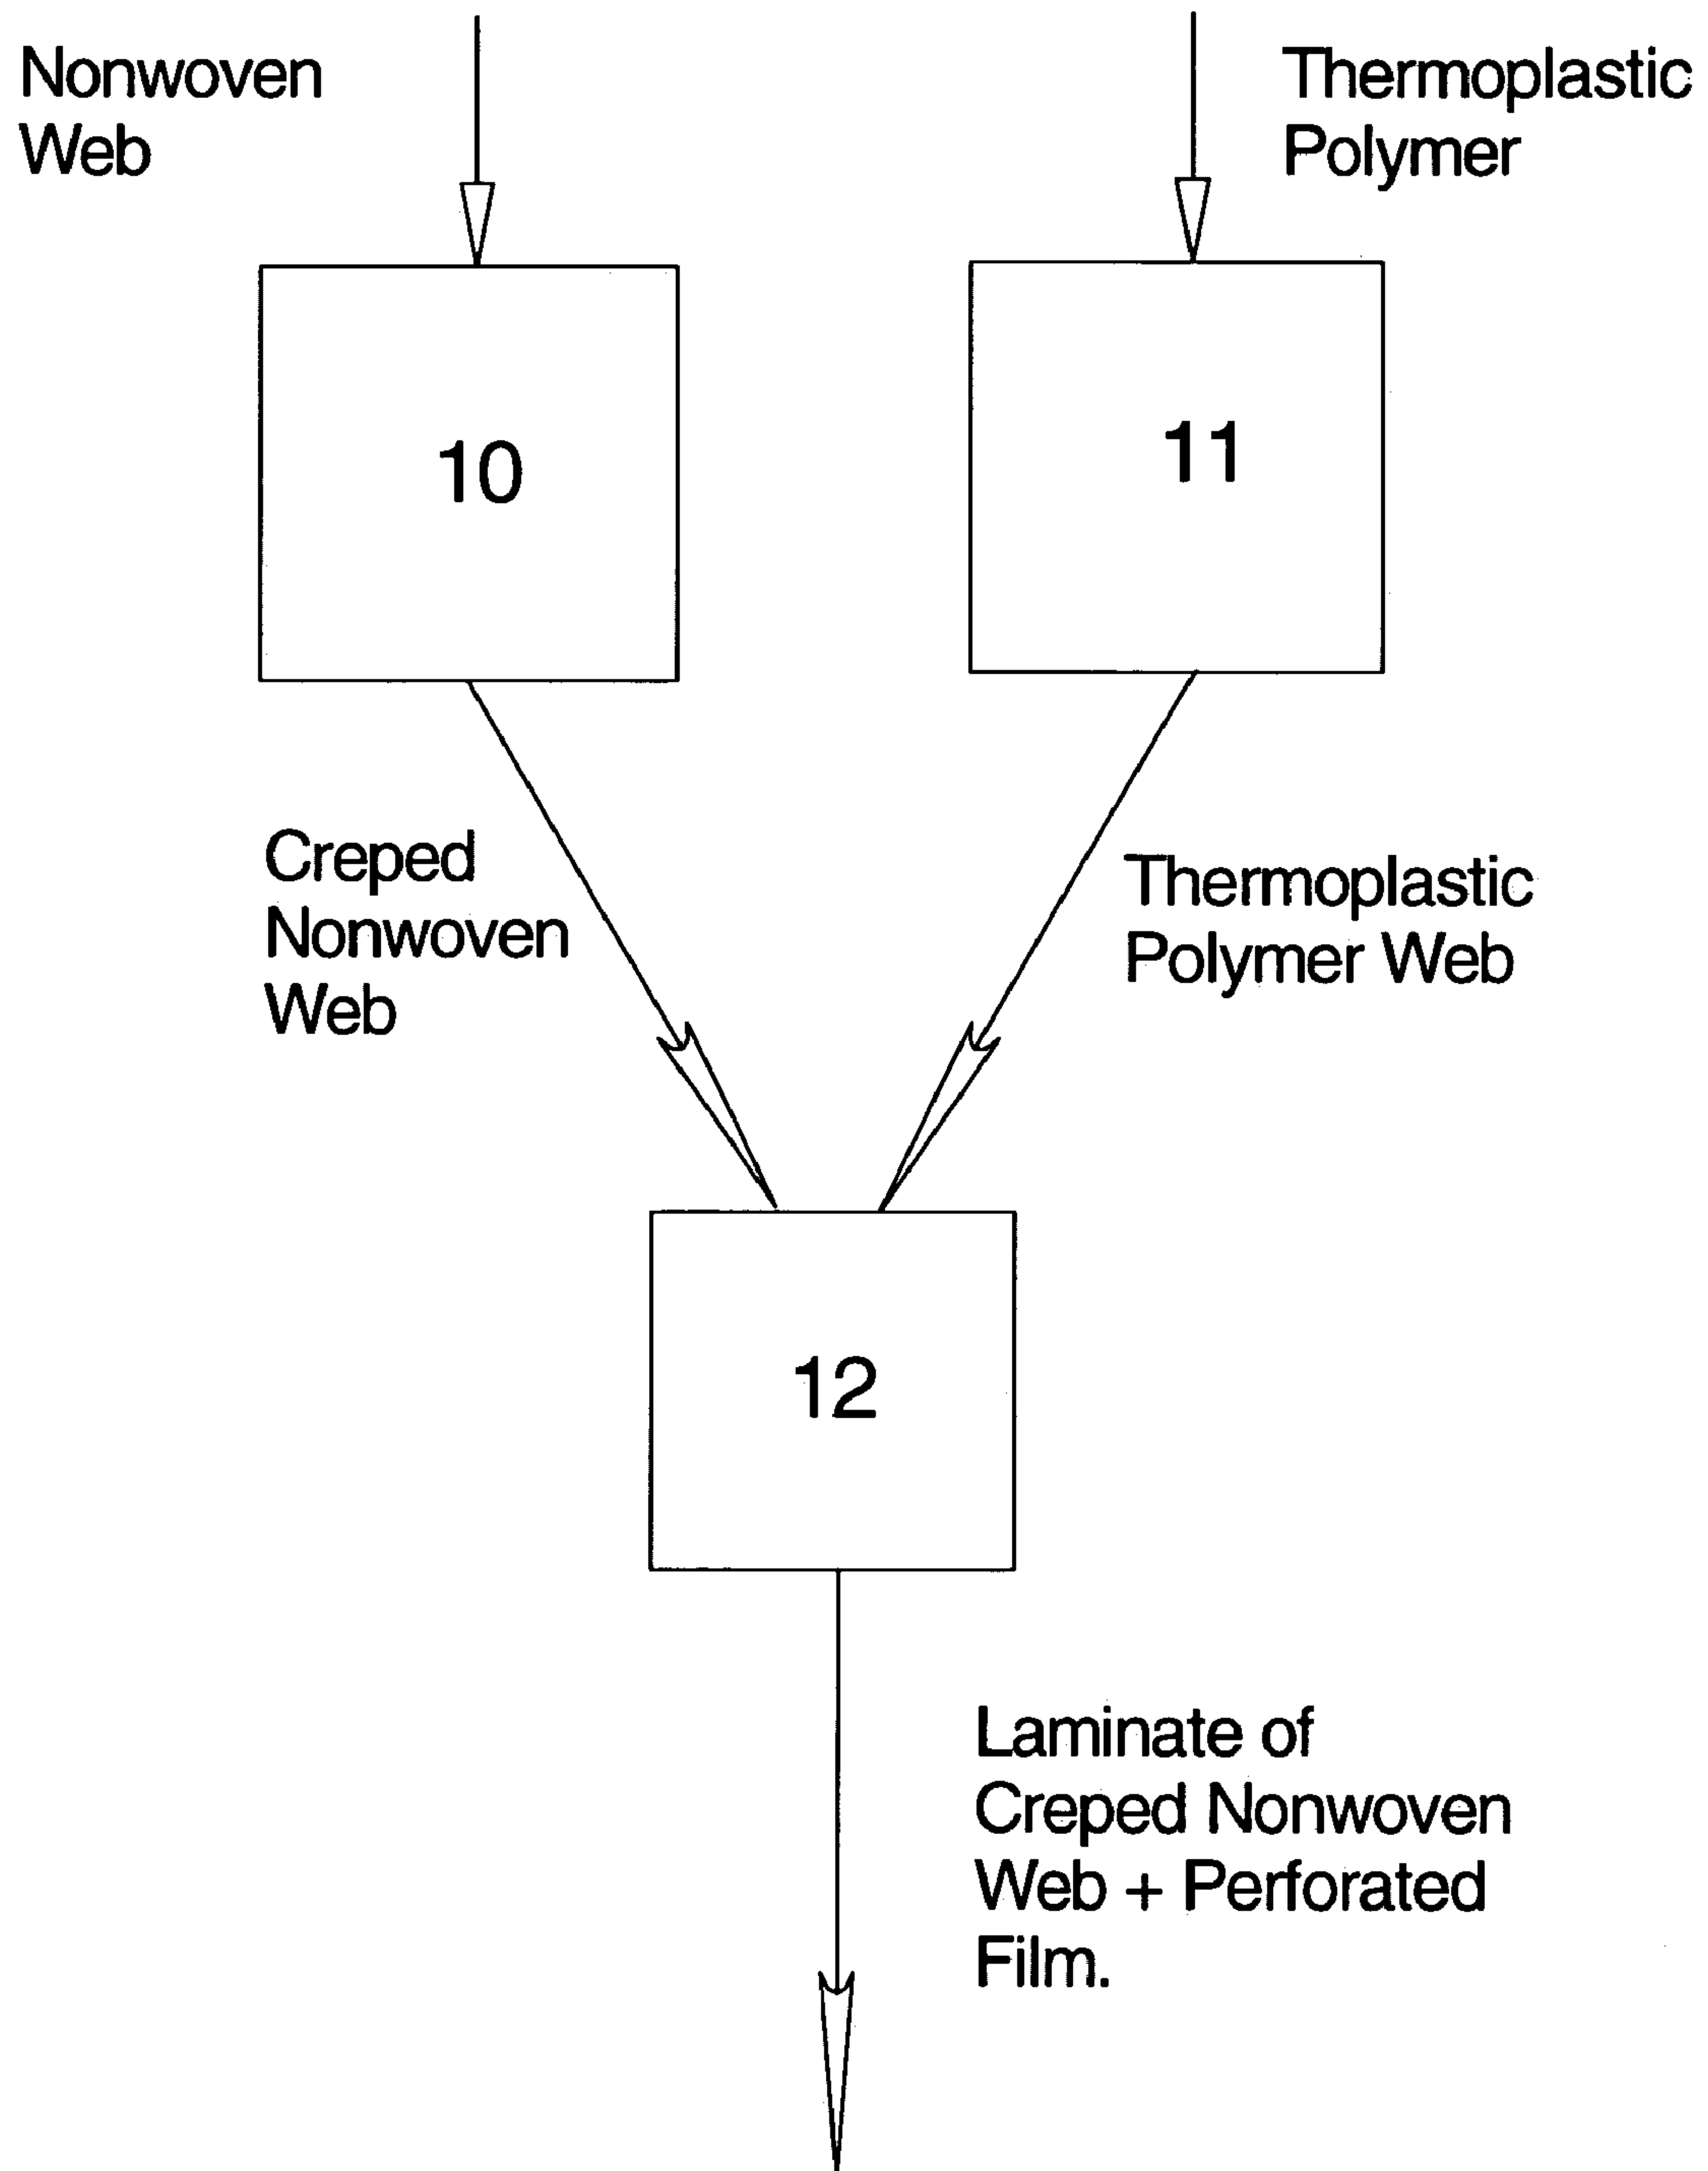 Nonwoven
Web
Thermoplastic
Polymer
10
11
Creped
Nonwoven
Web
Thermoplastic
Polymer Web
12
Laminate of
Creped Nonwoven
Web + Perforated
Film.